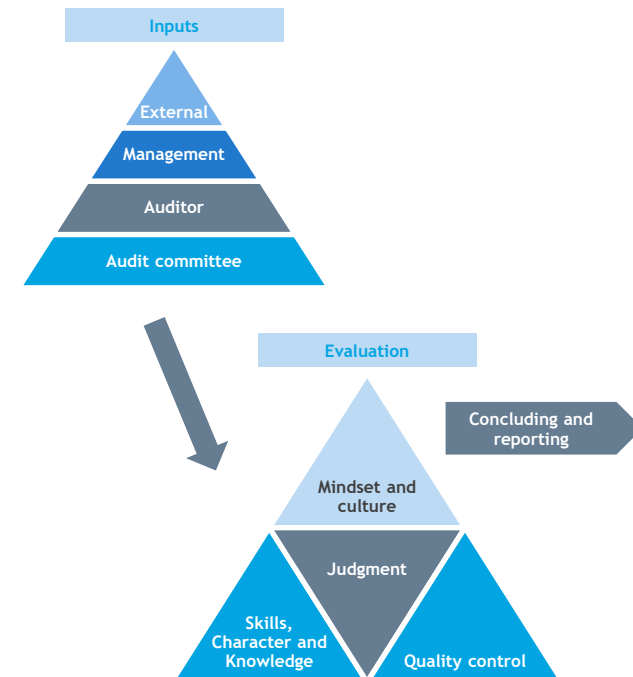 Inputs
External
Management
Auditor
Audit committee
Evaluation
Concluding and
reporting
Mindset and
culture
Judgment
Skills,
Character and
Knowledge
Quality control